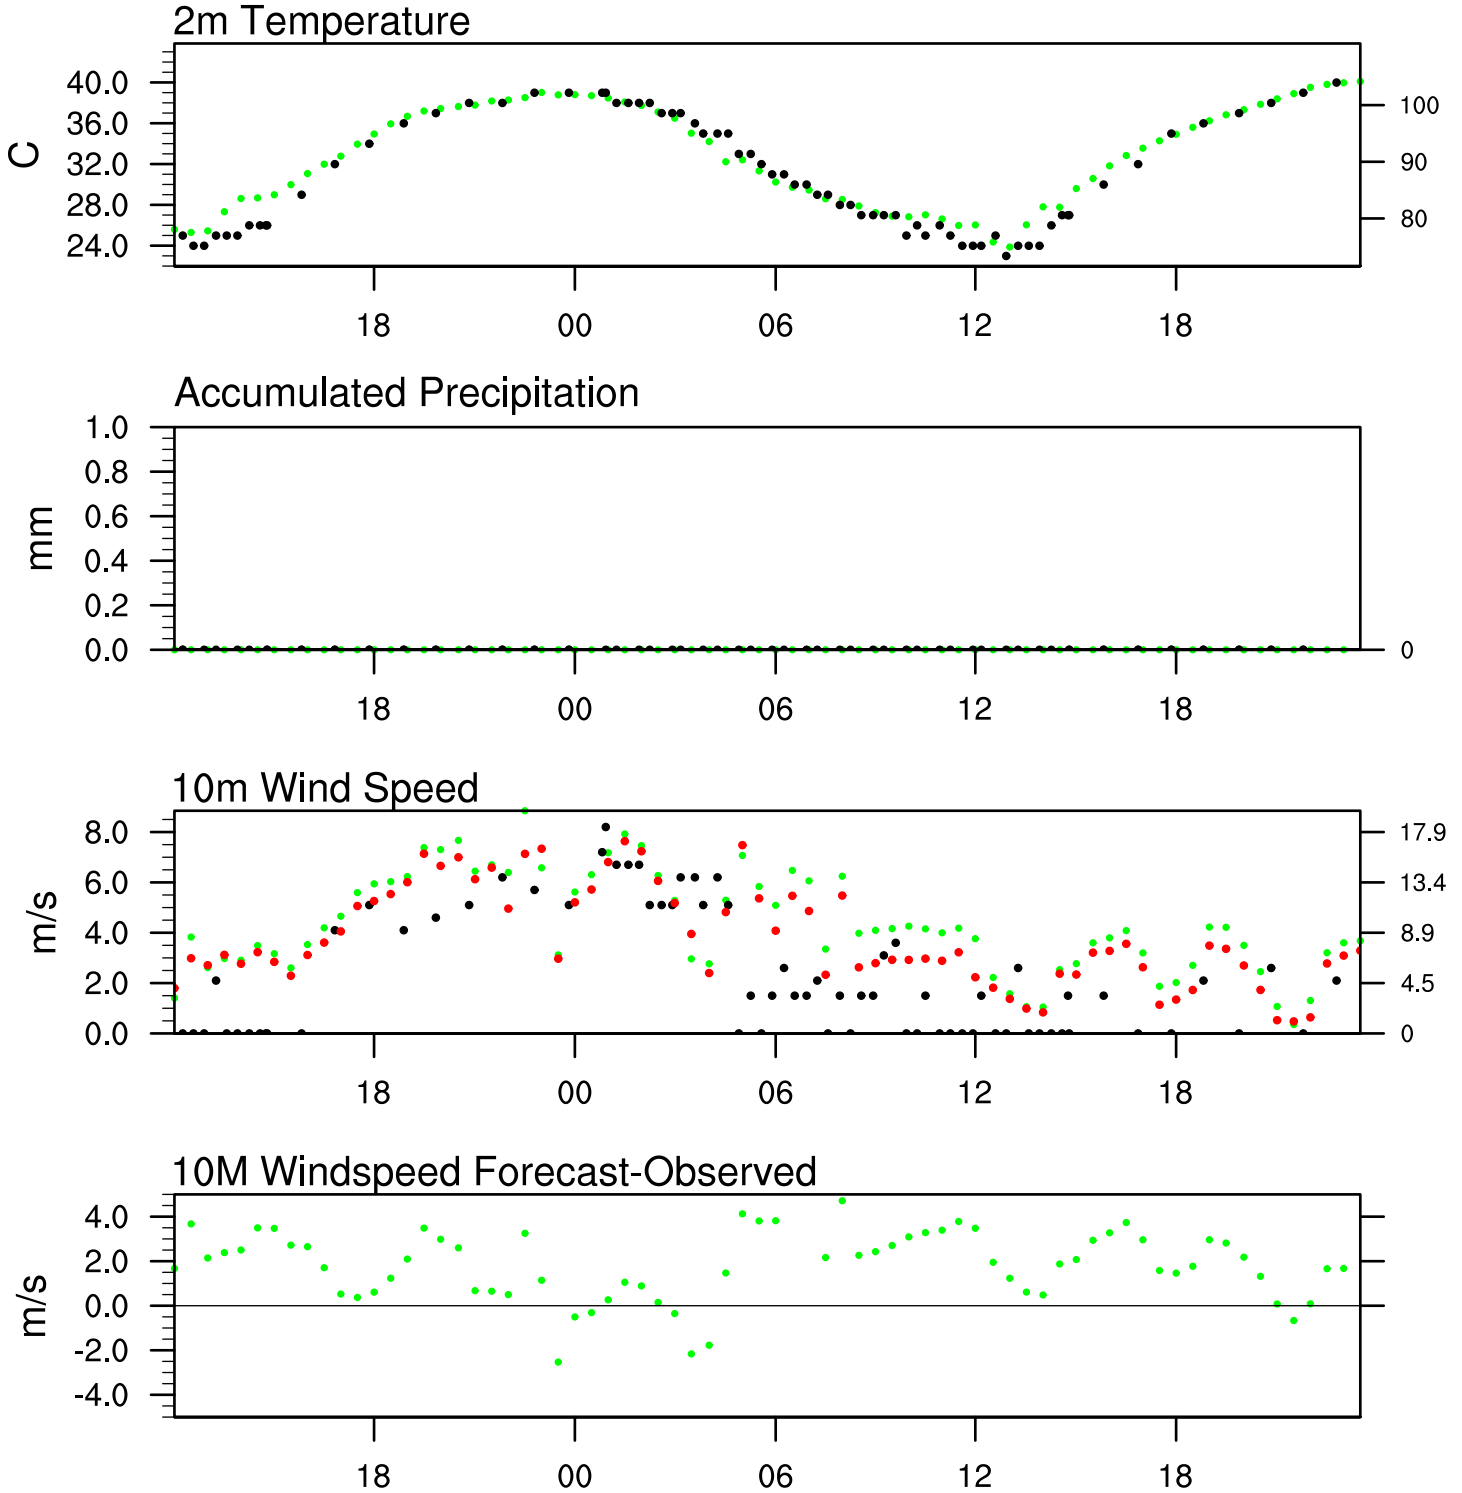 2m Temperature
40.0
36.0
32.0
28.0
24.0
C
100
90
80
18 00 06 12 18
Accumulated Precipitation
1.0
0.8
0.6
0.4
0.2
0.0
mm
0
18 00 06 12 18
10m Wind Speed
8.0
6.0
4.0
2.0
0.0
m/s
17.9
13.4
8.9
4.5
0
18 00 06 12 18
10M Windspeed Forecast-Observed
4.0
2.0
0.0
-2.0
-4.0
m/s
18 00 06 12 18